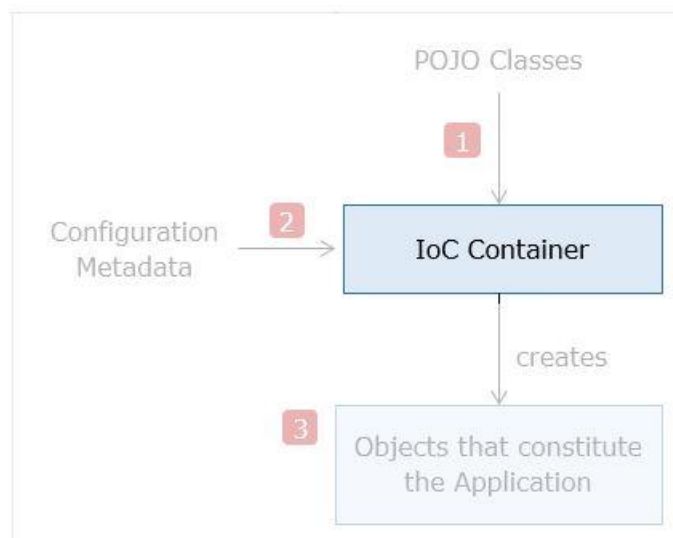 POJO Classes
1
2
Configuration
Metadata
IoC Container
creates
3
Objects that constitute
the Application